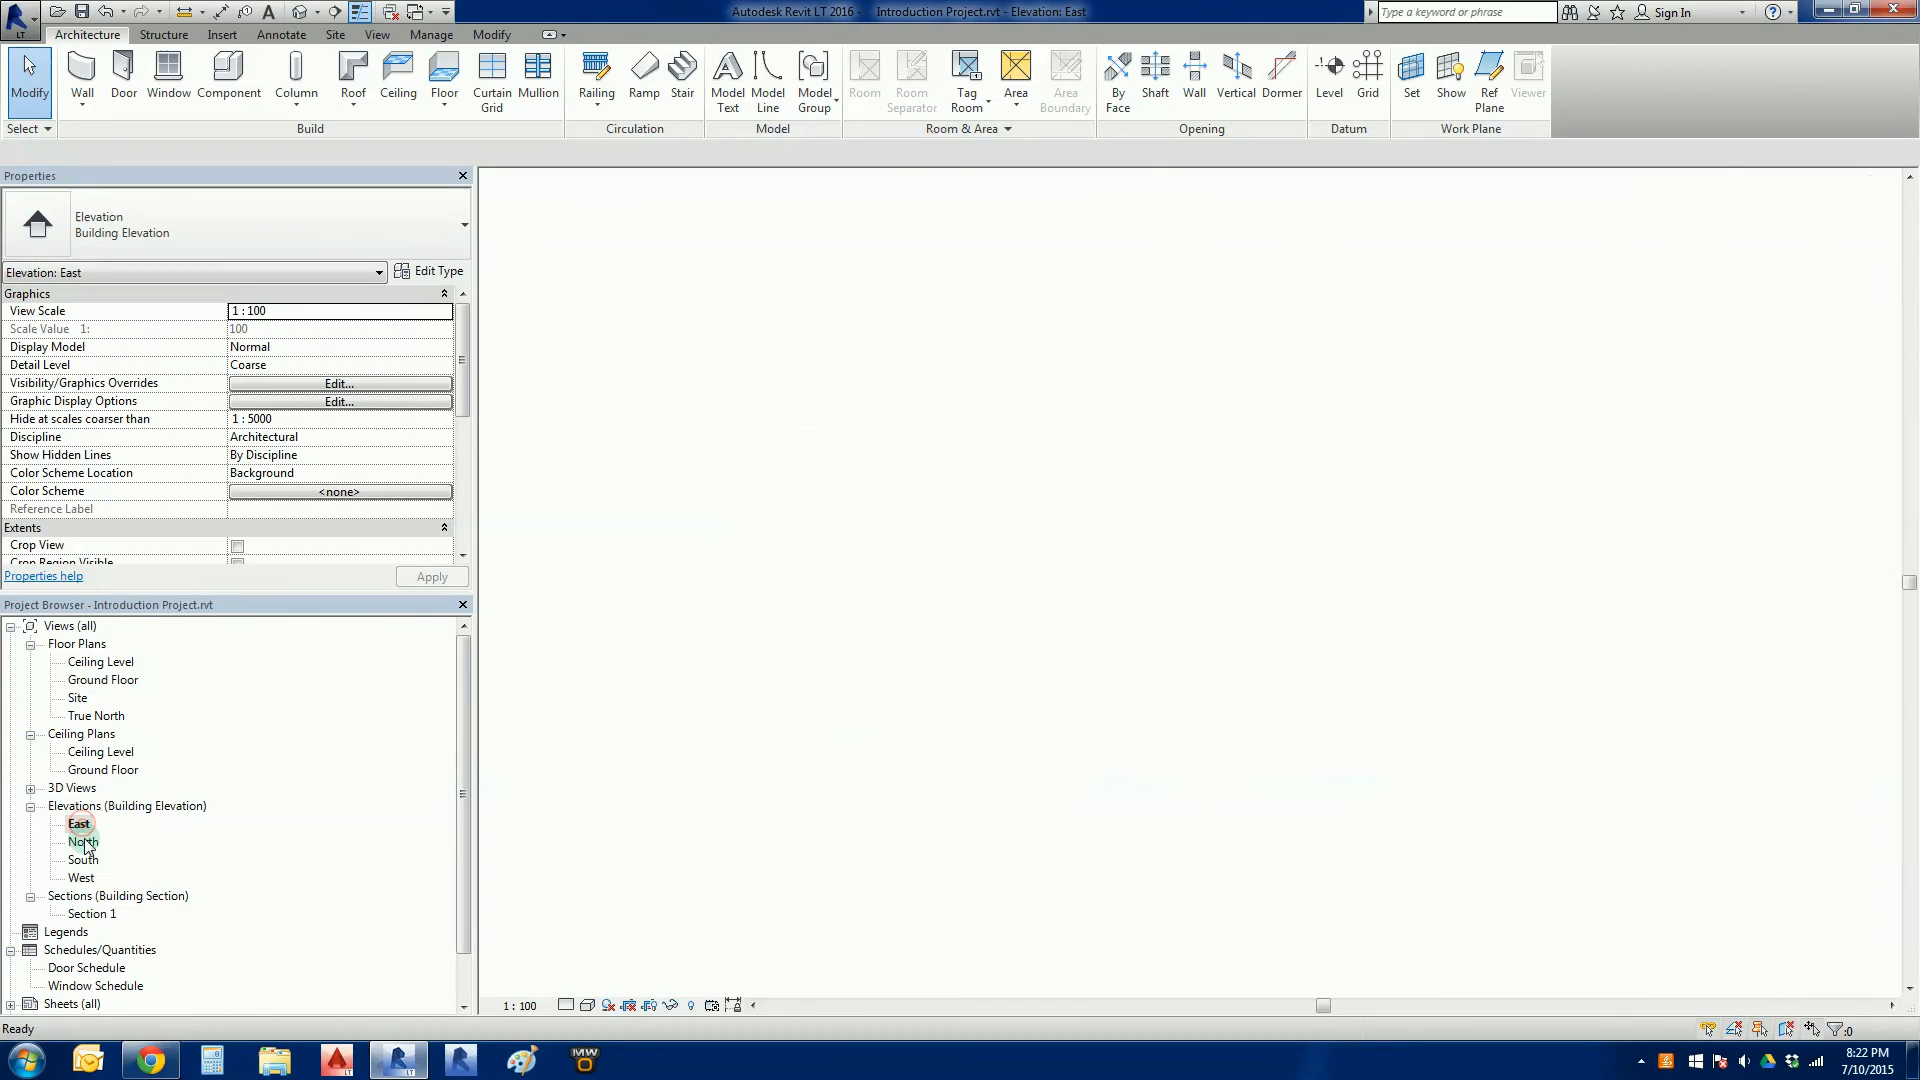 Autodesk Revit LT 2016 -    Introduction Project.rvt - Elevation: East
Type a keyword or phrase
Sign In
LT
Architecture Structure Insert Annotate Site View Manage Modify
Modify Wall Door Window Component Column Roof Ceiling Floor Curtain Grid Mullion Railing Ramp Stair Model Text Model Line Model Group Room Room Separator Tag Room Area Area Boundary By Face Shaft Wall Vertical Dormer Level Grid Set Show Ref Plane Viewer
Select Build Circulation Model Room & Area Opening Datum Work Plane
Properties
Elevation
Building Elevation
Elevation: East Edit Type
Graphics
View Scale 1 : 100
Scale Value 1: 100
Display Model Normal
Detail Level Coarse
Visibility/Graphics Overrides Edit...
Graphic Display Options Edit...
Hide at scales coarser than 1 : 5000
Discipline Architectural
Show Hidden Lines By Discipline
Color Scheme Location Background
Color Scheme <none>
Reference Label
Extents
Crop View
Crop Region Visible
Properties help Apply
Project Browser - Introduction Project.rvt
Views (all)
Floor Plans
Ceiling Level
Ground Floor
Site
True North
Ceiling Plans
Ceiling Level
Ground Floor
3D Views
Elevations (Building Elevation)
East
North
South
West
Sections (Building Section)
Section 1
Legends
Schedules/Quantities
Door Schedule
Window Schedule
Sheets (all)
1 : 100
Ready
:0
LT
LT
MW
8:22 PM
7/10/2015